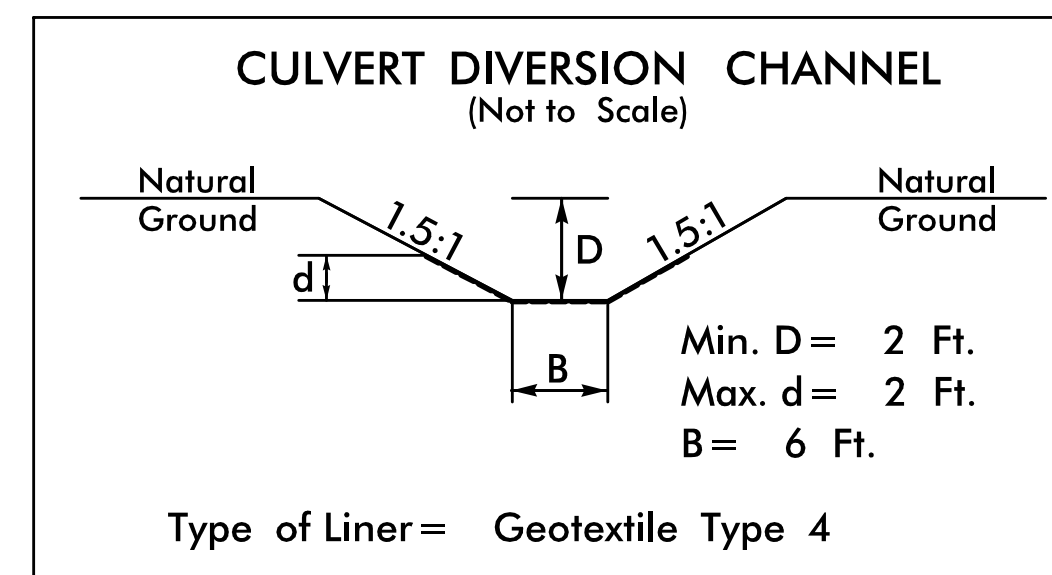 CULVERT DIVERSION CHANNEL
(Not to Scale)
Natural
Ground
1.5:1
D
1.5:1
Natural
Ground
d
B
Min. D= 2 Ft.
Max. d= 2 Ft.
B= 6 Ft.
Type of Liner= Geotextile Type 4